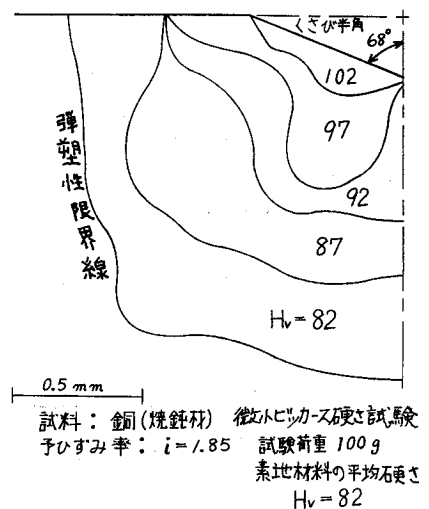 くさび半角
68°
102
97
92
87
Hv = 82
弾塑性限界線
0.5 mm
試料： 銅(焼鈍材) 微小ビッカース硬さ試験
予ひずみ率： i=1.85 試験荷重 100g
素地材料の平均硬さ
Hv = 82